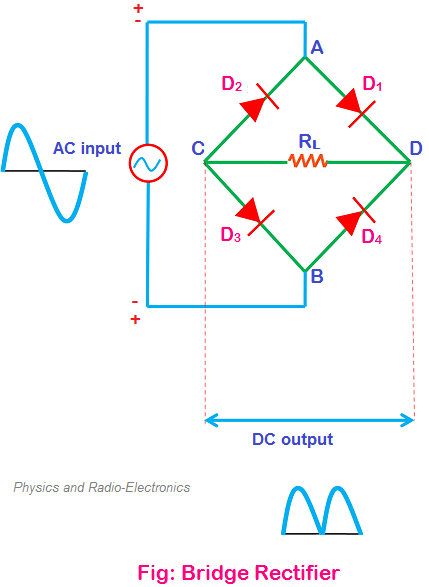 +
-
A
D2
D1
AC input
C
RL
D
D3
D4
B
-
+
DC output
Physics and Radio-Electronics
Fig: Bridge Rectifier